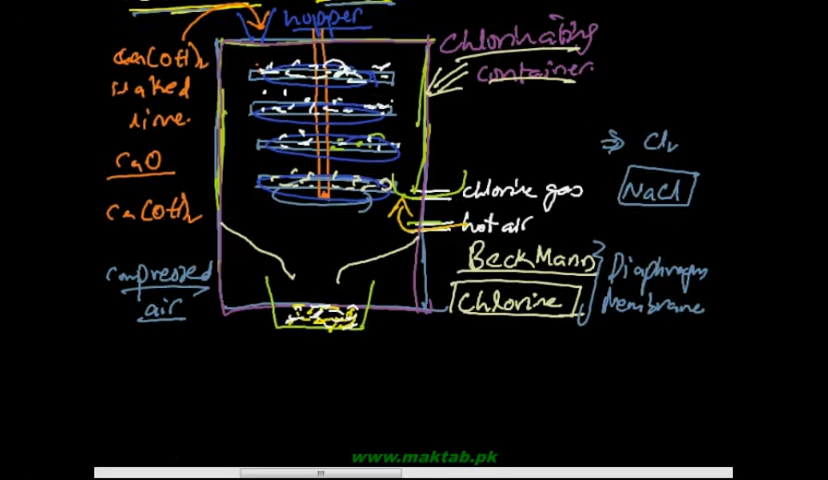 hopper
Ca(OH)2
slaked
lime.
CaO
Ca(OH)2
compressed
air
chlorinating
container.
chlorine gas
hot air
BeckMann
Chlorine
⇒ Cl2
NaCl
Diaphragm
Membrane
www.maktab.pk